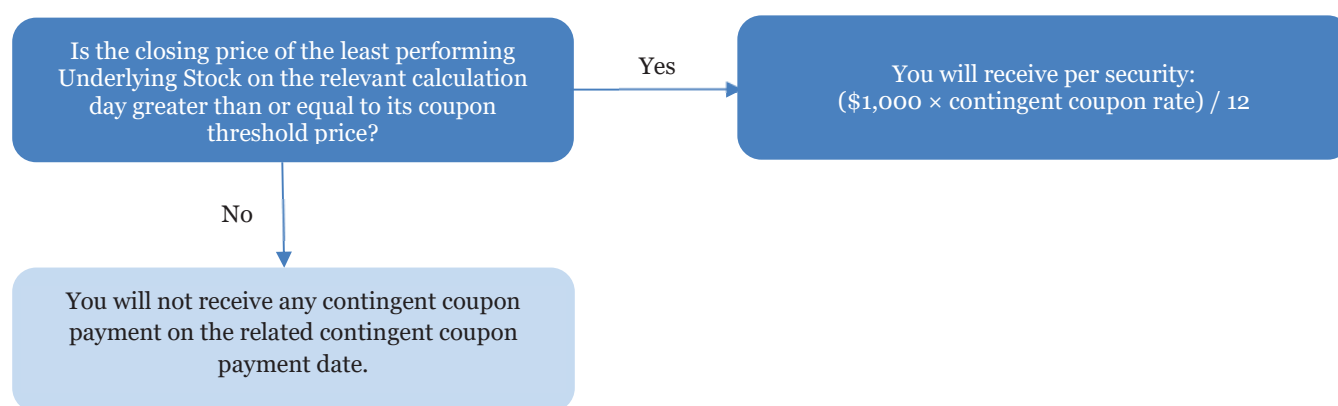 Is the closing price of the least performing
Underlying Stock on the relevant calculation
day greater than or equal to its coupon
threshold price?
Yes
You will receive per security:
($1,000 × contingent coupon rate) / 12
No
You will not receive any contingent coupon
payment on the related contingent coupon
payment date.